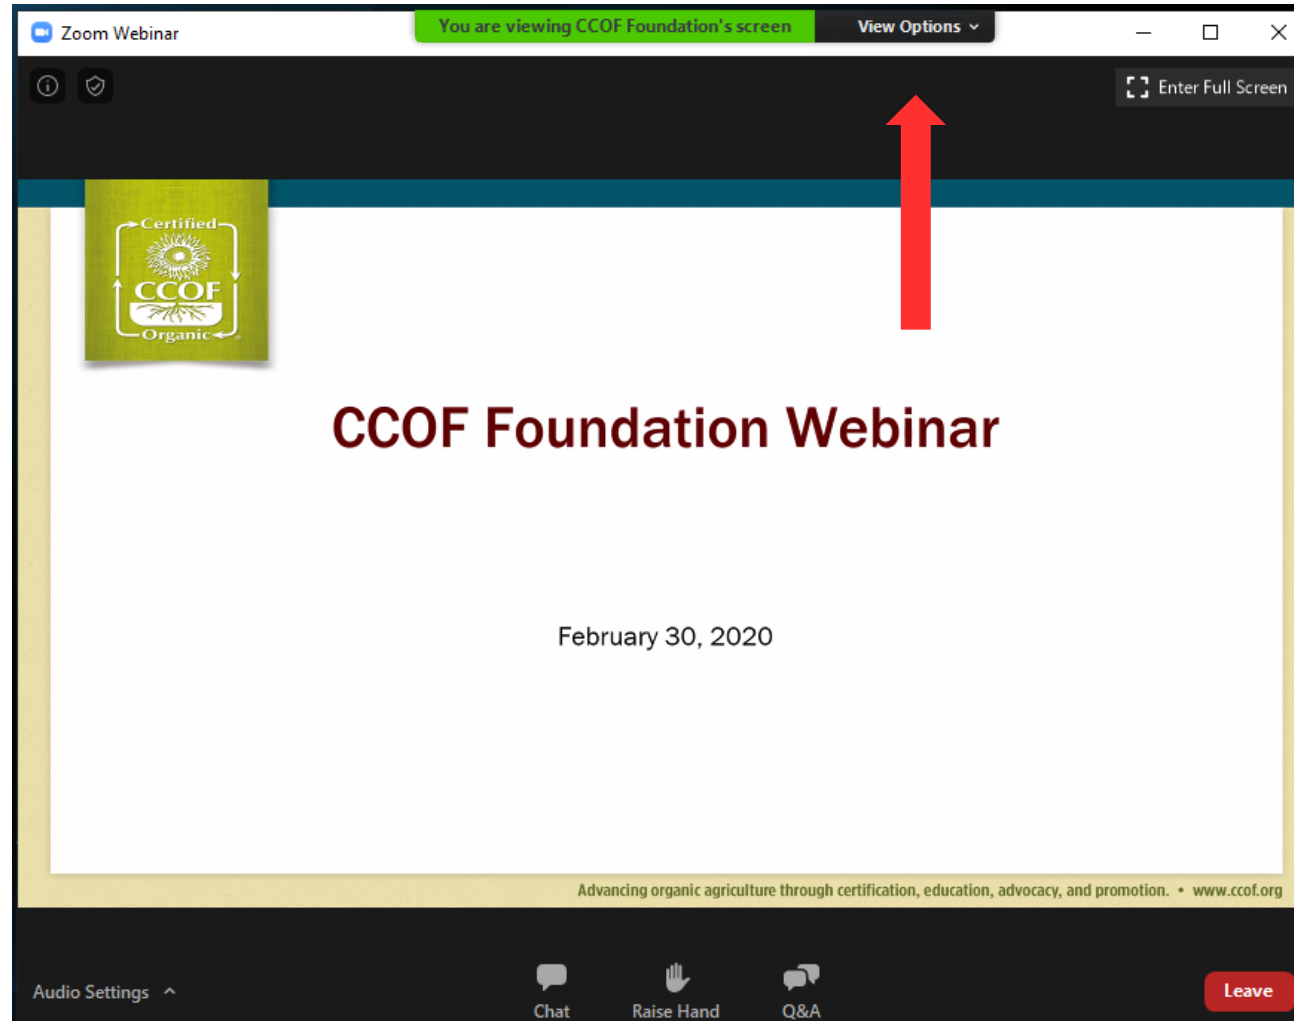 Zoom Webinar
You are viewing CCOF Foundation's screen
View Options
Enter Full Screen
Certified
CCOF
Organic
CCOF Foundation Webinar
February 30, 2020
Advancing organic agriculture through certification, education, advocacy, and promotion. • www.ccof.org
Audio Settings
Chat
Raise Hand
Q&A
Leave